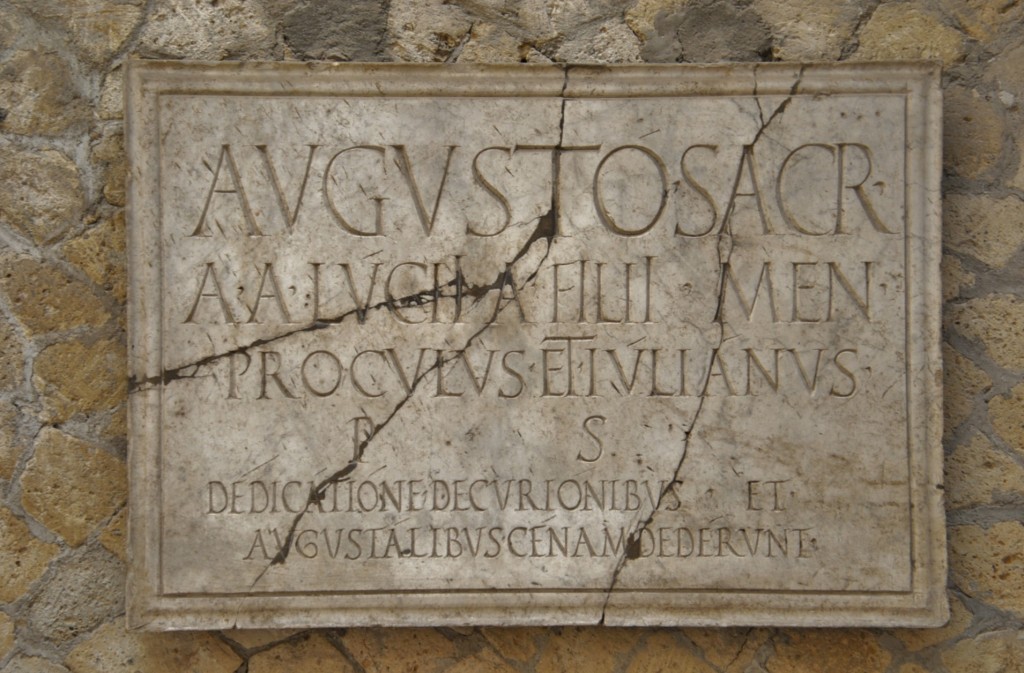 AVGVSTO·SACR·
A·A·LVCII A·FILII·MEN
PROCVLVS·ET·IVLIANVS
P S
DEDICATIONE·DECVRIONIBVS ET·
AVGVSTALIBVS CENAM DEDERVNT